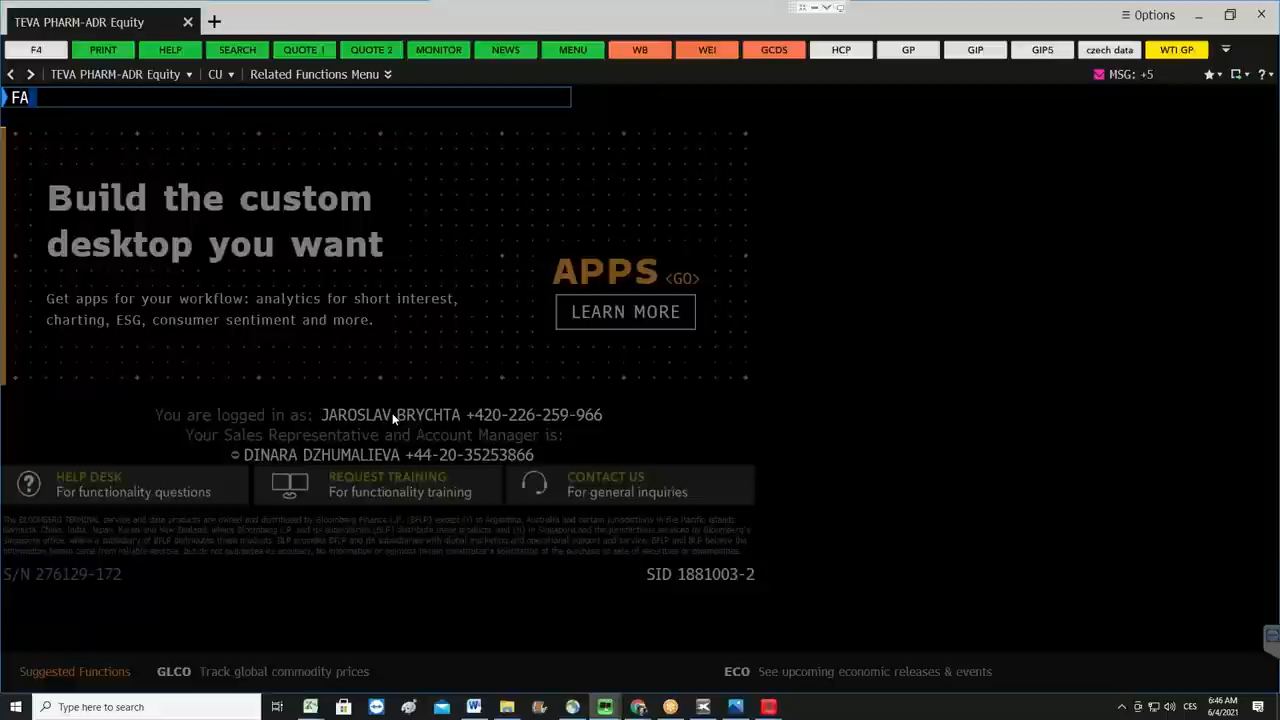 TEVA PHARM-ADR Equity
Options
F4 PRINT HELP SEARCH QUOTE 1 QUOTE 2 MONITOR NEWS MENU WB WEI GCDS HCP GP GIP GIP5 czech data WTI GP
TEVA PHARM-ADR Equity CU Related Functions Menu MSG: +5
FA
Build the custom
desktop you want
APPS <GO>
Get apps for your workflow: analytics for short interest,
charting, ESG, consumer sentiment and more.
LEARN MORE
You are logged in as: JAROSLAV BRYCHTA +420-226-259-966
Your Sales Representative and Account Manager is:
DINARA DZHUMALIEVA +44-20-35253866
HELP DESK
For functionality questions
REQUEST TRAINING
For functionality training
CONTACT US
For general inquiries
S/N 276129-172 SID 1881003-2
Suggested Functions GLCO Track global commodity prices ECO See upcoming economic releases & events
Type here to search
CES
6:46 AM
6/4/2021